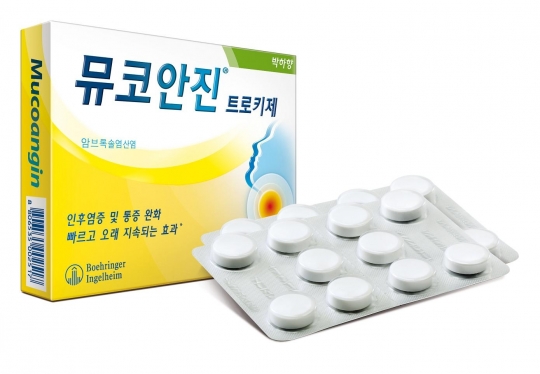 박하향
뮤코안진®
트로키제
암브록솔염산염
인후염증 및 통증 완화
빠르고 오래 지속되는 효과*
Boehringer
Ingelheim
Mucoangin